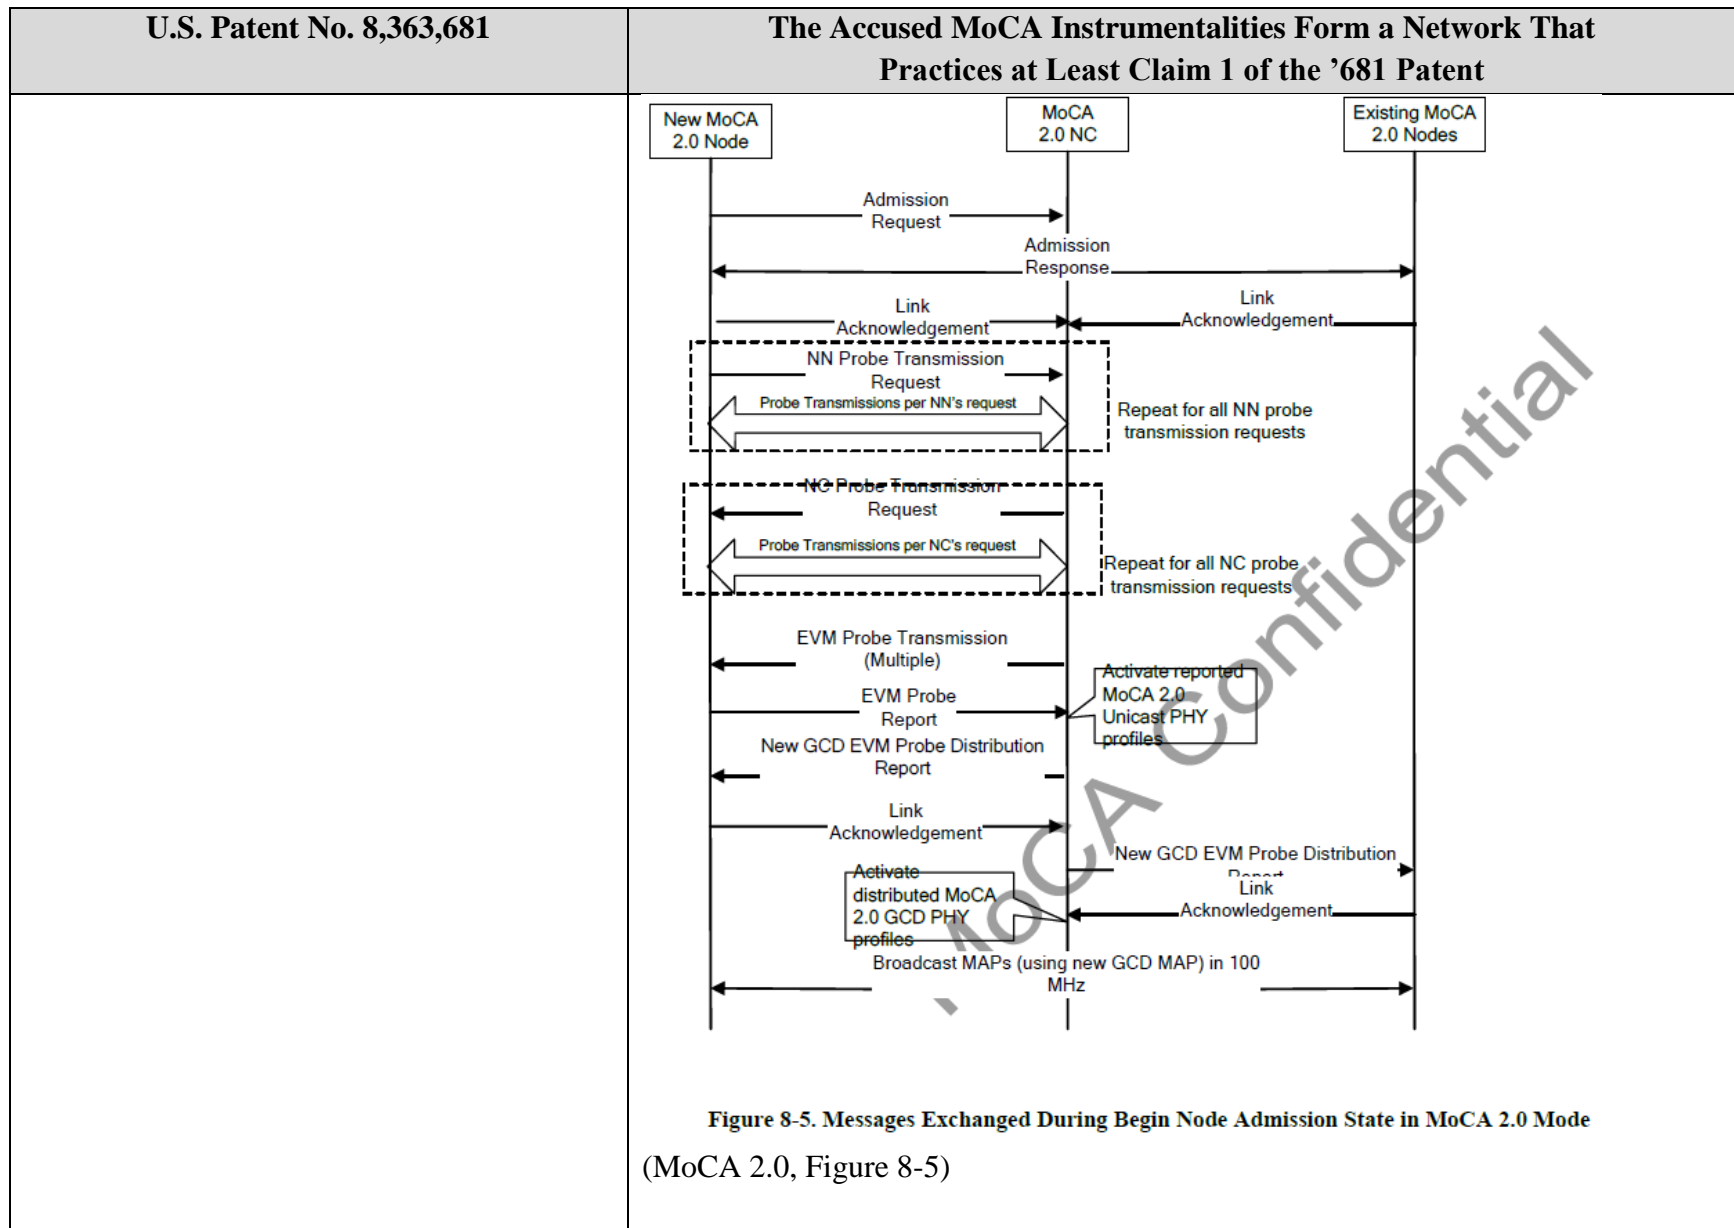 U.S. Patent No. 8,363,681
The Accused MoCA Instrumentalities Form a Network That
Practices at Least Claim 1 of the ’681 Patent
New MoCA
2.0 Node
MoCA
2.0 NC
Existing MoCA
2.0 Nodes
Admission
Request
Admission
Response
Link
Acknowledgement
Link
Acknowledgement
NN Probe Transmission
Request
Probe Transmissions per NN's request
Repeat for all NN probe
transmission requests
NC Probe Transmission
Request
Probe Transmissions per NC's request
Repeat for all NC probe
transmission requests
EVM Probe Transmission
(Multiple)
Activate reported
MoCA 2.0
Unicast PHY
profiles
EVM Probe
Report
New GCD EVM Probe Distribution
Report
Link
Acknowledgement
New GCD EVM Probe Distribution
Report
Activate
distributed MoCA
2.0 GCD PHY
profiles
Link
Acknowledgement
Broadcast MAPs (using new GCD MAP) in 100
MHz
MoCA Confidential
Figure 8-5. Messages Exchanged During Begin Node Admission State in MoCA 2.0 Mode
(MoCA 2.0, Figure 8-5)